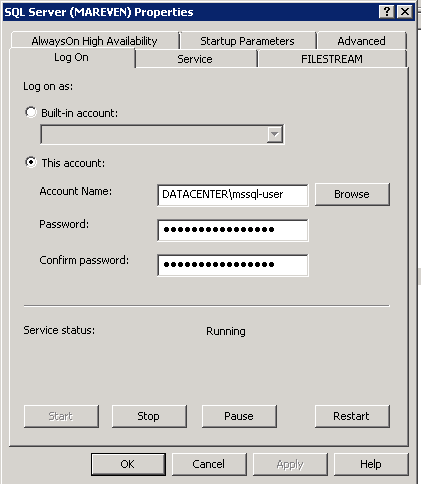 SQL Server (MAREVEN) Properties
AlwaysOn High Availability
Startup Parameters
Advanced
Log On
Service
FILESTREAM
Log on as:
Built-in account:
This account:
Account Name:
DATACENTER\mssql-user
Browse
Password:
●●●●●●●●●●●●●●●●
Confirm password:
●●●●●●●●●●●●●●●●
Service status:
Running
Start
Stop
Pause
Restart
OK
Cancel
Apply
Help